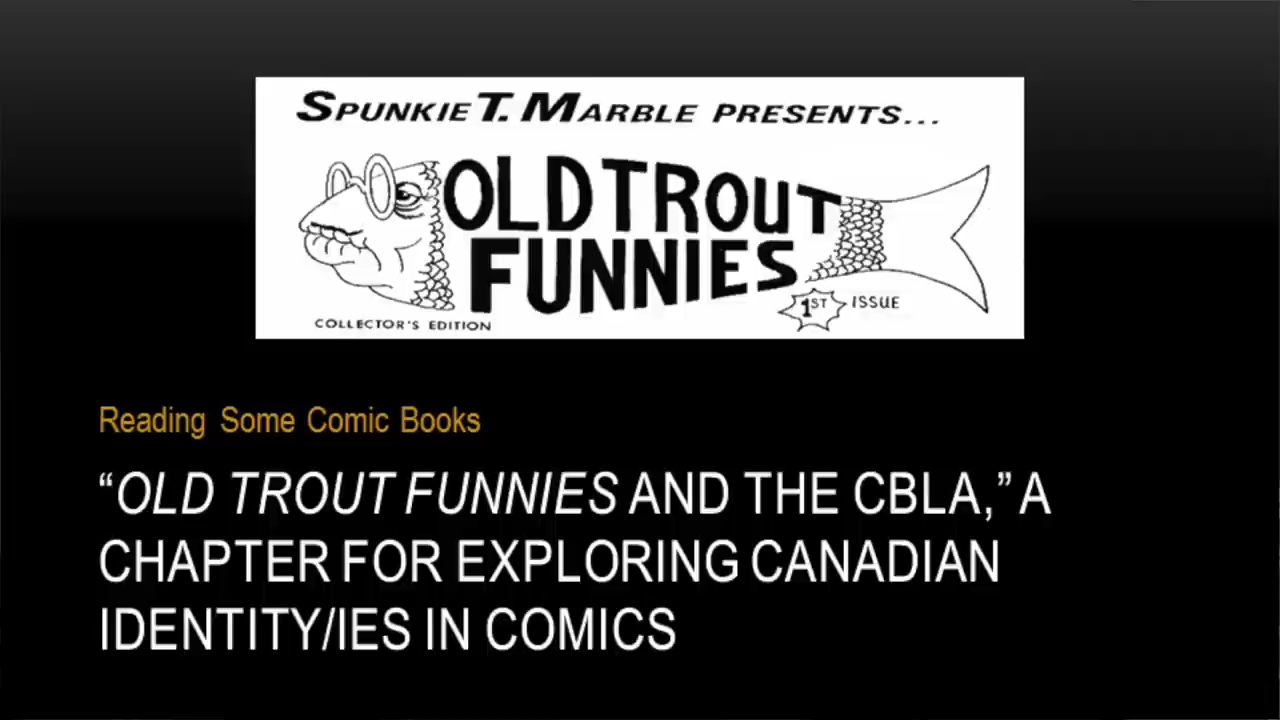 SPUNKIE T. MARBLE PRESENTS...
OLD TROUT
FUNNIES
1ST ISSUE
COLLECTOR'S EDITION
Reading Some Comic Books
“OLD TROUT FUNNIES AND THE CBLA,” A
CHAPTER FOR EXPLORING CANADIAN
IDENTITY/IES IN COMICS